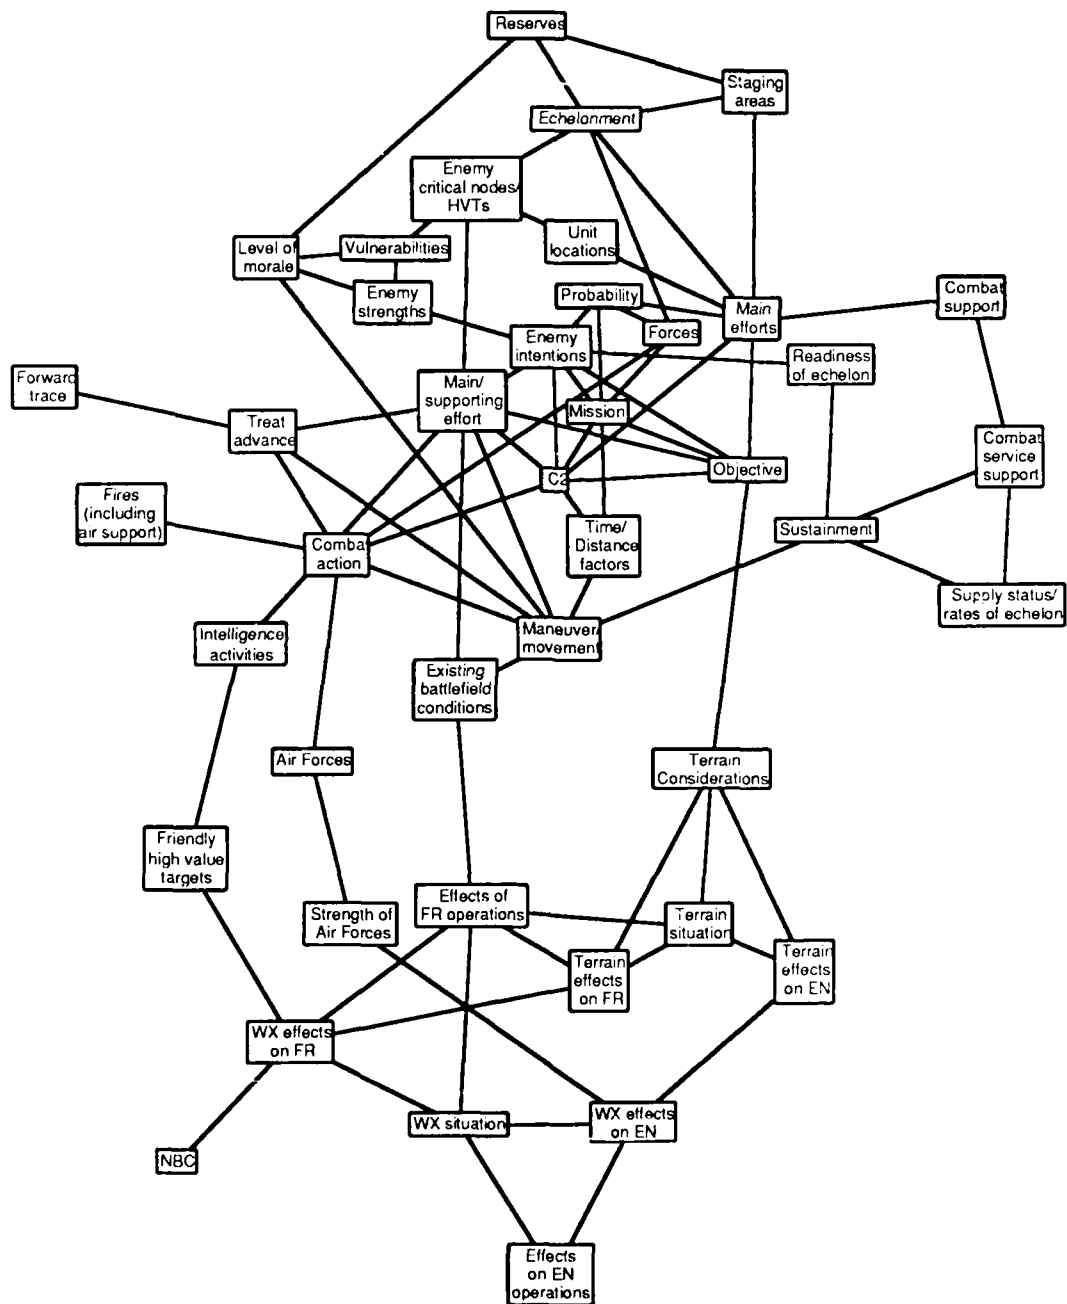 Reserves
Staging
areas
Echelonment
Enemy
critical nodes/
HVTs
Unit
locations
Level of
morale
Vulnerabilities
Enemy
strengths
Probability
Main
efforts
Combat
support
Forces
Enemy
intentions
Readiness
of echelon
Forward
trace
Main/
supporting
effort
Treat
advance
Mission
Combat
service
support
C2
Objective
Fires
(including
air support)
Sustainment
Time/
Distance
factors
Combat
action
Supply status/
rates of echelon
Intelligence
activities
Maneuver/
movement
Existing
battlefield
conditions
Air Forces
Terrain
Considerations
Friendly
high value
targets
Effects of
FR operations
Strength of
Air Forces
Terrain
situation
Terrain
effects
on FR
Terrain
effects
on EN
WX effects
on FR
WX situation
WX effects
on EN
NBC
Effects
on EN
operations